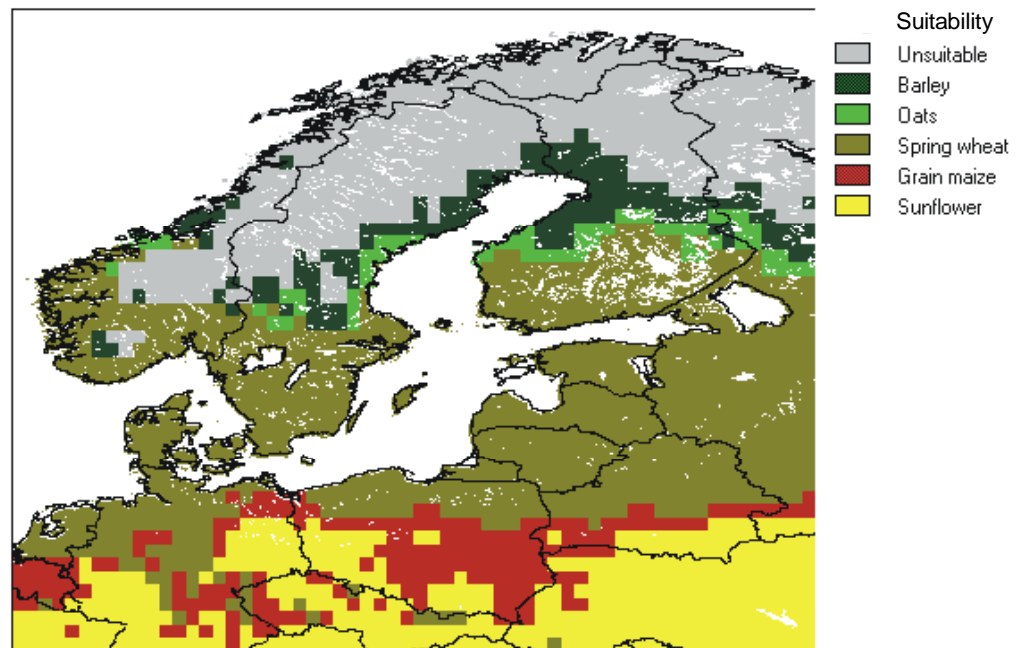 Suitability
Unsuitable
Barley
Oats
Spring wheat
Grain maize
Sunflower